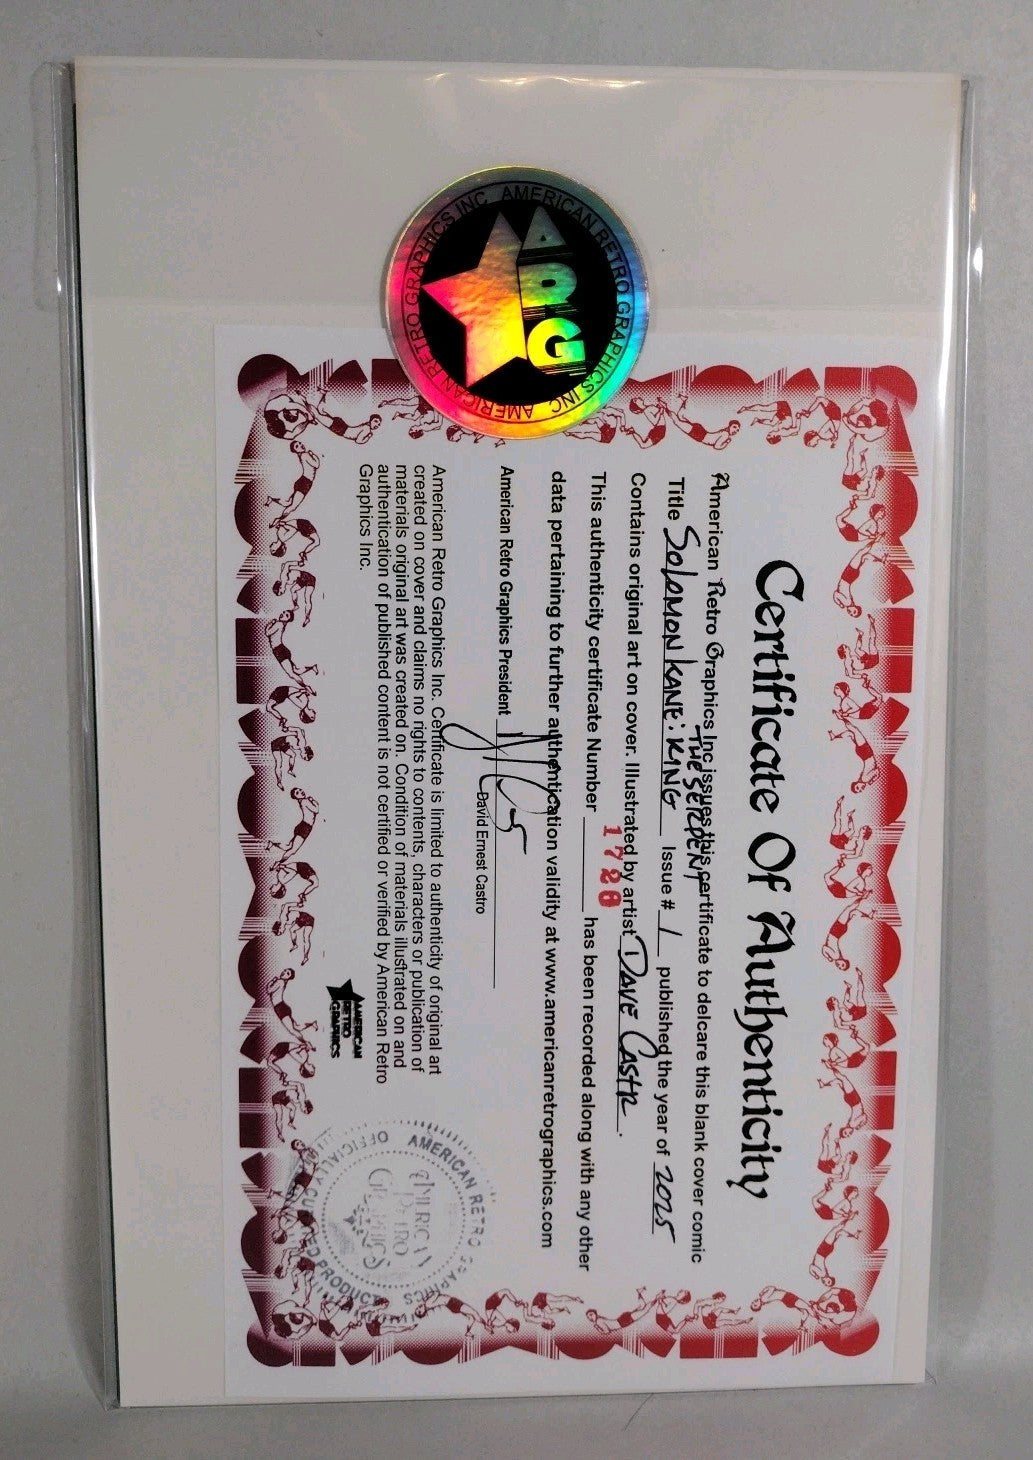 Certificate Of Authenticity
American Retro Graphics Inc issues this certificate to delcare this blank cover comic
THE SERPENT
Title SOLOMON KANE: KING Issue # 1 published the year of 2025
Contains original art on cover. Illustrated by artist DAVE CASTR.
This authenticity certificate Number 1728 has been recorded along with any other
data pertaining to further authentication validity at www.americanretrographics.com
American Retro Graphics President
David Ernest Castro
American Retro Graphics Inc. Certificate is limited to authenticity of original art
created on cover and claims no rights to contents, characters or publication of
materials original art was created on. Condition of materials illustrated on and
authentication of published content is not certified or verified by American Retro
Graphics Inc.
AMERICAN
RETRO
GRAPHICS
AMERICAN RETRO GRAPHICS INC. AMERICAN RETRO GRAPHICS INC.
ARG
AMERICAN RETRO GRAPHICS
AMERICAN
RETRO
GRAPHICS